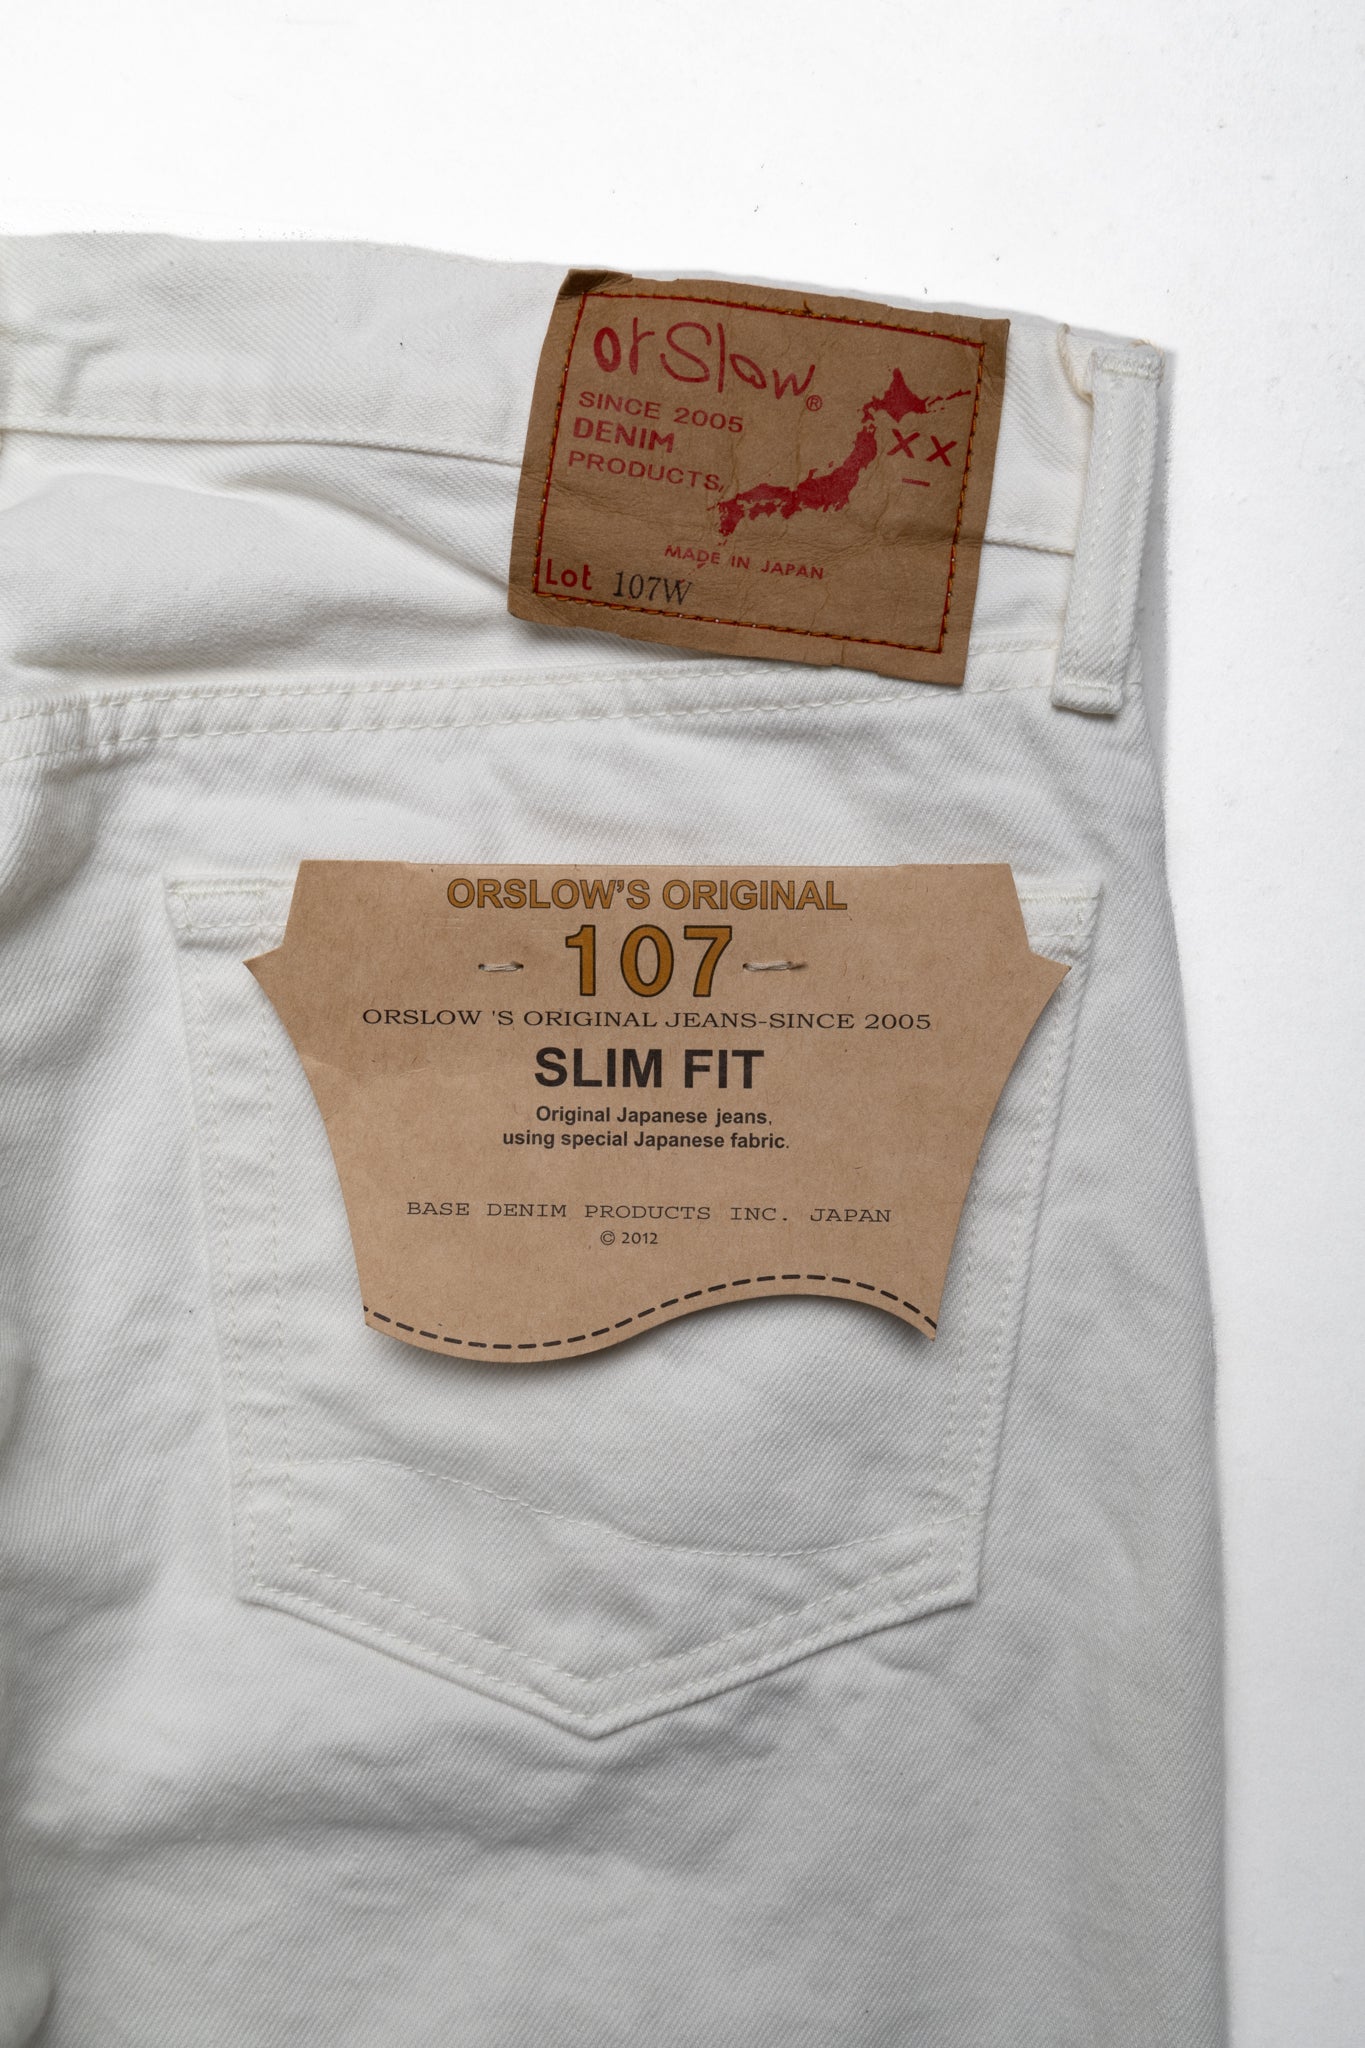 orSlow®
SINCE 2005
DENIM
PRODUCTS
XX
MADE IN JAPAN
Lot 107W
ORSLOW'S ORIGINAL
107
ORSLOW 'S ORIGINAL JEANS-SINCE 2005
SLIM FIT
Original Japanese jeans,
using special Japanese fabric.
BASE DENIM PRODUCTS INC. JAPAN
© 2012